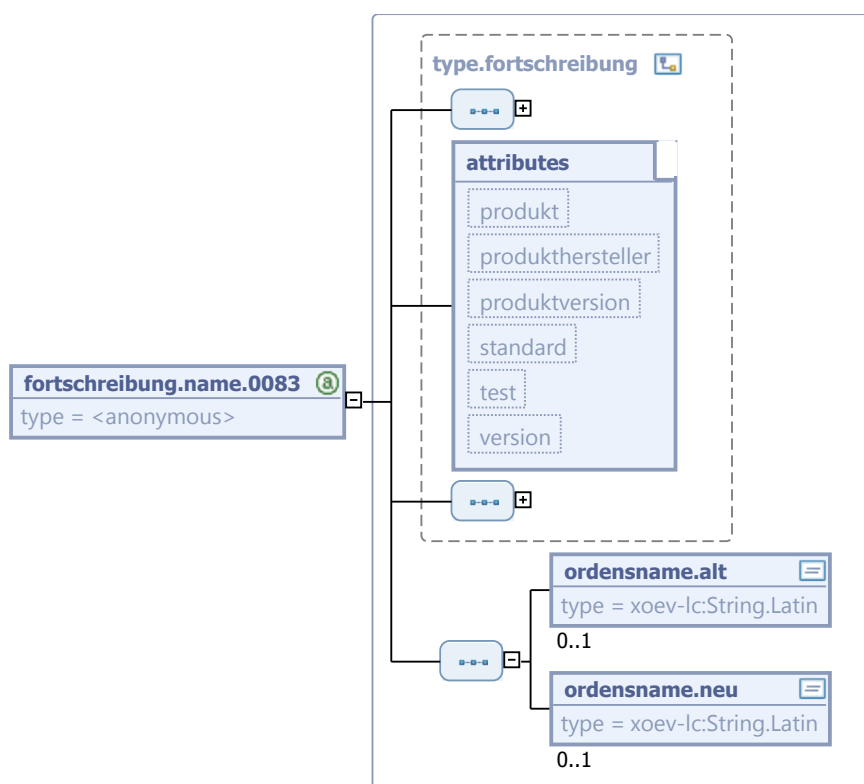 type.fortschreibung
attributes
produkt
produkthersteller
produktversion
standard
test
version
fortschreibung.name.0083
type = <anonymous>
ordensname.alt
type = xoev-lc:String.Latin
0..1
ordensname.neu
type = xoev-lc:String.Latin
0..1